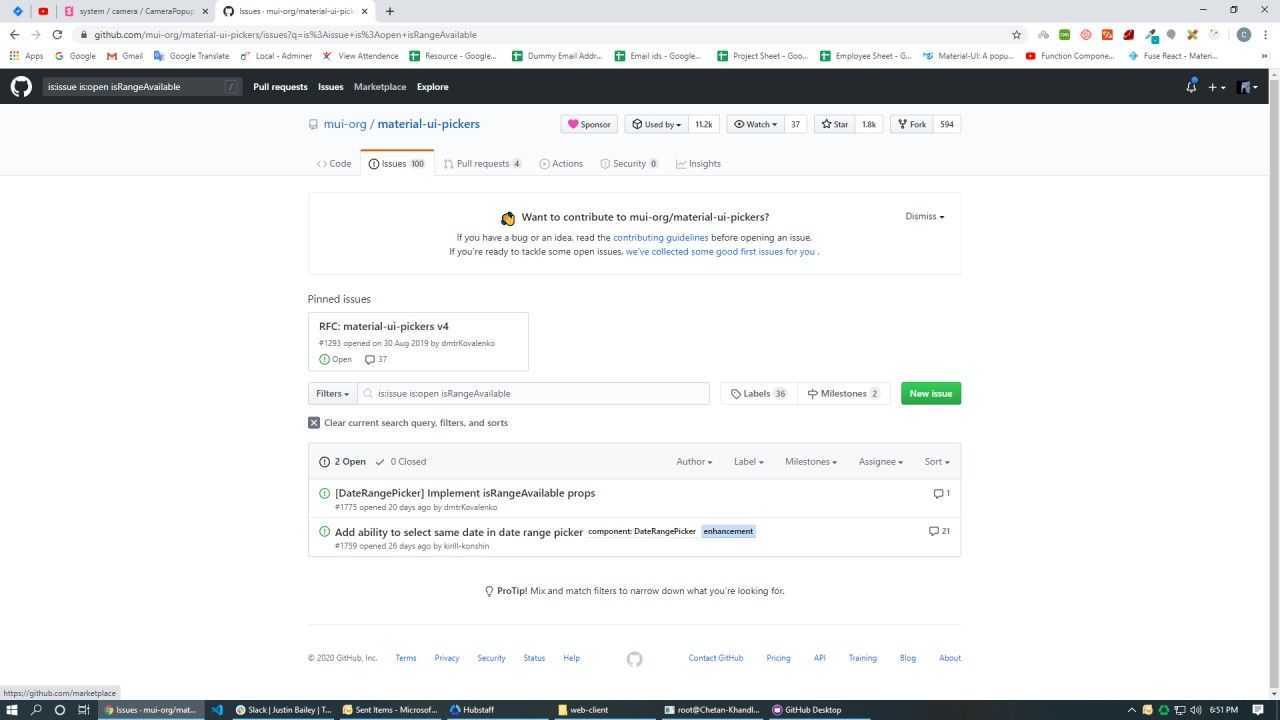 system / camera / CameraPopup
Issues · mui-org/material-ui-pick
github.com/mui-org/material-ui-pickers/issues?q=is%3Aissue+is%3Aopen+isRangeAvailable
Apps Google Gmail Google Translate Local - Adminer View Attendence Resource - Google... Dummy Email Addr... Email ids - Google... Project Sheet - Goo... Employee Sheet - G... Material-UI: A popu... Function Compone... Fuse React - Materi...
is:issue is:open isRangeAvailable / Pull requests Issues Marketplace Explore
mui-org / material-ui-pickers Sponsor Used by 11.2k Watch 37 Star 1.8k Fork 594
Code Issues 100 Pull requests 4 Actions Security 0 Insights
Want to contribute to mui-org/material-ui-pickers? Dismiss
If you have a bug or an idea, read the contributing guidelines before opening an issue.
If you're ready to tackle some open issues, we've collected some good first issues for you .
Pinned issues
RFC: material-ui-pickers v4
#1293 opened on 30 Aug 2019 by dmtrKovalenko
Open 37
Filters is:issue is:open isRangeAvailable Labels 36 Milestones 2 New issue
Clear current search query, filters, and sorts
2 Open 0 Closed Author Label Milestones Assignee Sort
[DateRangePicker] Implement isRangeAvailable props 1
#1775 opened 20 days ago by dmtrKovalenko
Add ability to select same date in date range picker component: DateRangePicker enhancement 21
#1759 opened 26 days ago by kirill-konshin
ProTip! Mix and match filters to narrow down what you're looking for.
© 2020 GitHub, Inc. Terms Privacy Security Status Help Contact GitHub Pricing API Training Blog About
https://github.com/marketplace
Issues · mui-org/mat... Slack | Justin Bailey | T... Sent Items - Microsof... Hubstaff web-client root@Chetan-Khandl... GitHub Desktop 6:51 PM